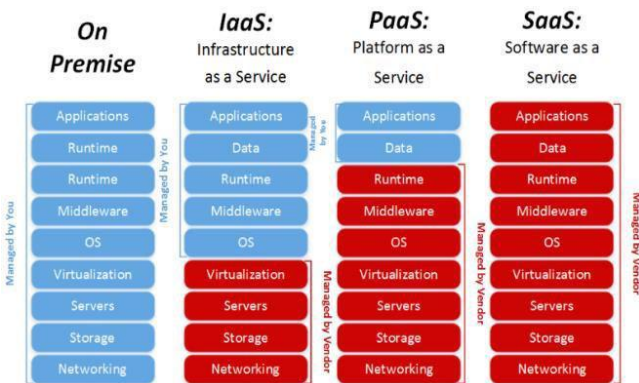 On
Premise
Applications
Runtime
Runtime
Middleware
OS
Virtualization
Servers
Storage
Networking
Managed by You
IaaS:
Infrastructure
as a Service
Applications
Data
Runtime
Middleware
OS
Virtualization
Servers
Storage
Networking
Managed by You
Managed by Vendor
PaaS:
Platform as a
Service
Applications
Data
Runtime
Middleware
OS
Virtualization
Servers
Storage
Networking
Managed
by You
Managed by Vendor
SaaS:
Software as a
Service
Applications
Data
Runtime
Middleware
OS
Virtualization
Servers
Storage
Networking
Managed by Vendor